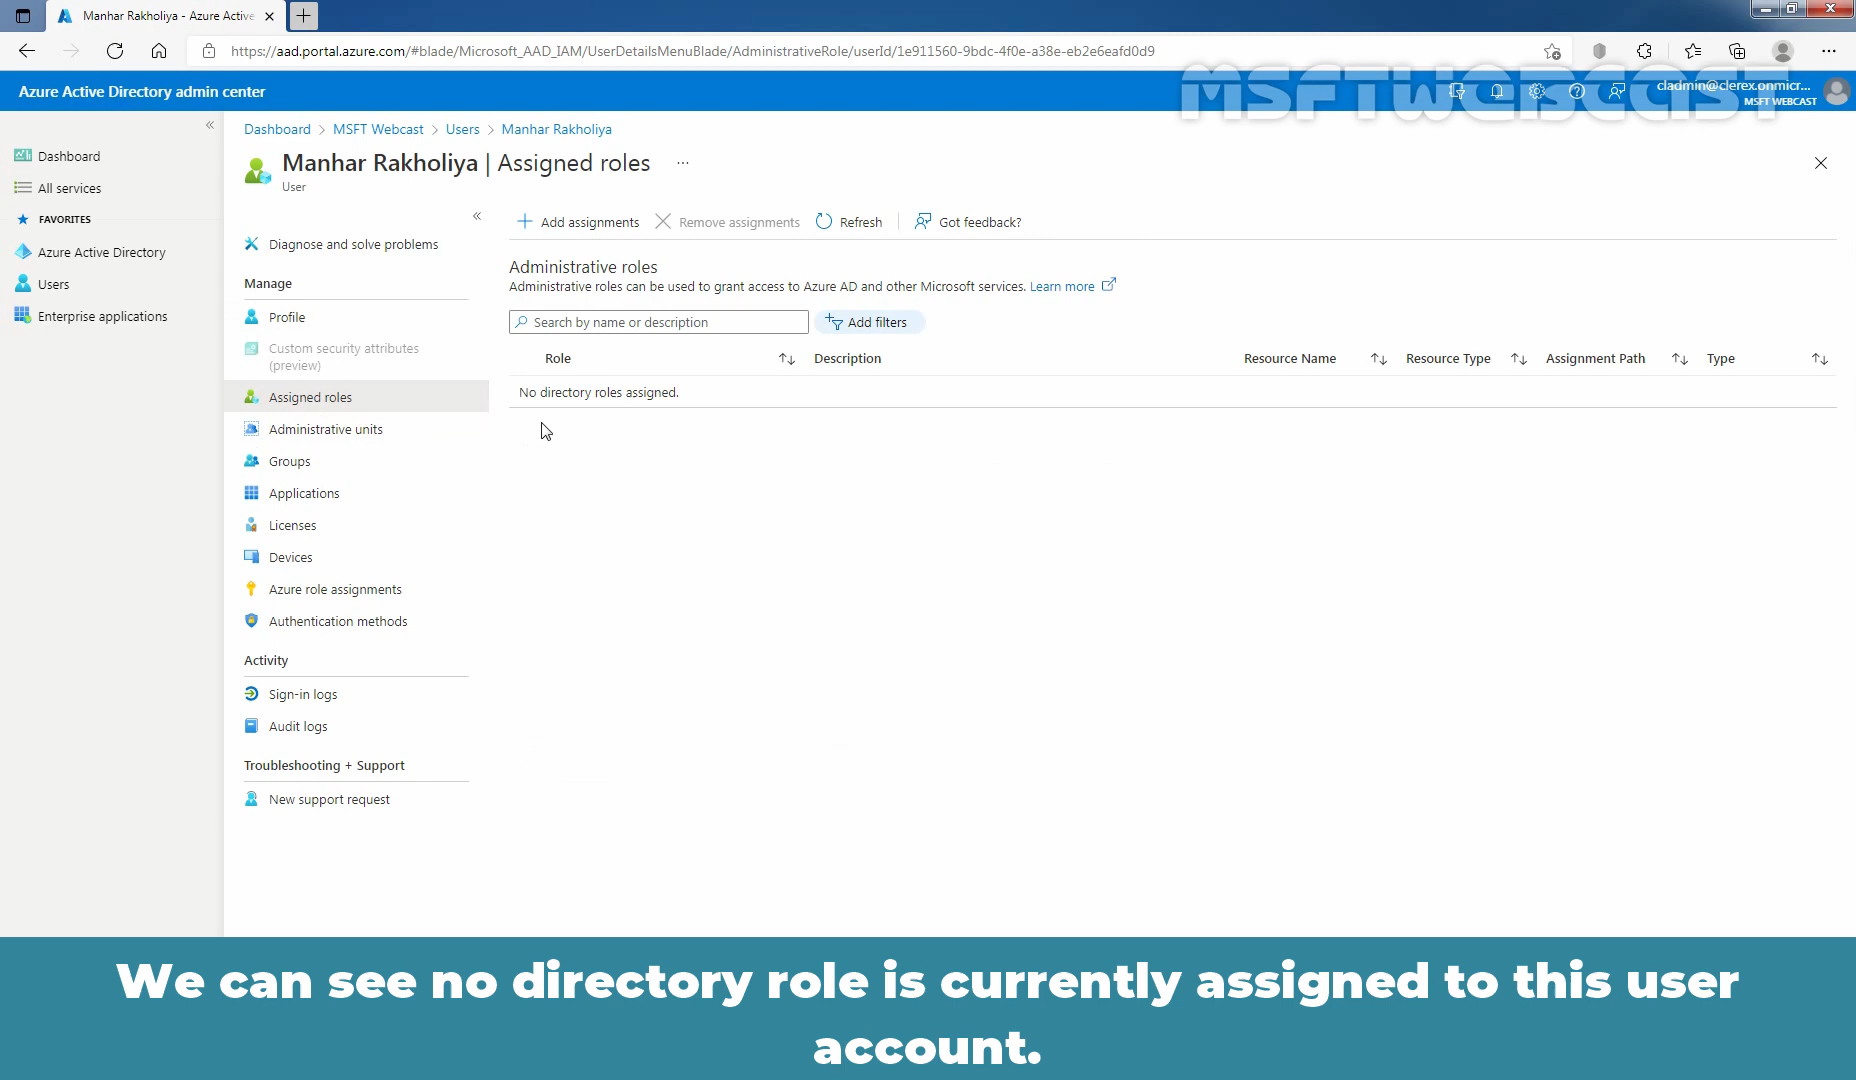 Manhar Rakholiya - Azure Active
https://aad.portal.azure.com/#blade/Microsoft_AAD_IAM/UserDetailsMenuBlade/AdministrativeRole/userId/1e911560-9bdc-4f0e-a38e-eb2e6eafd0d9
MSFTWEBCAST
Azure Active Directory admin center
cladmin@clerex.onmicr...
MSFT WEBCAST
Dashboard
All services
FAVORITES
Azure Active Directory
Users
Enterprise applications
Dashboard > MSFT Webcast > Users > Manhar Rakholiya
Manhar Rakholiya | Assigned roles ...
User
Diagnose and solve problems
Manage
Profile
Custom security attributes
(preview)
Assigned roles
Administrative units
Groups
Applications
Licenses
Devices
Azure role assignments
Authentication methods
Activity
Sign-in logs
Audit logs
Troubleshooting + Support
New support request
Add assignments Remove assignments Refresh Got feedback?
Administrative roles
Administrative roles can be used to grant access to Azure AD and other Microsoft services. Learn more
Search by name or description Add filters
Role Description Resource Name Resource Type Assignment Path Type
No directory roles assigned.
We can see no directory role is currently assigned to this user
account.